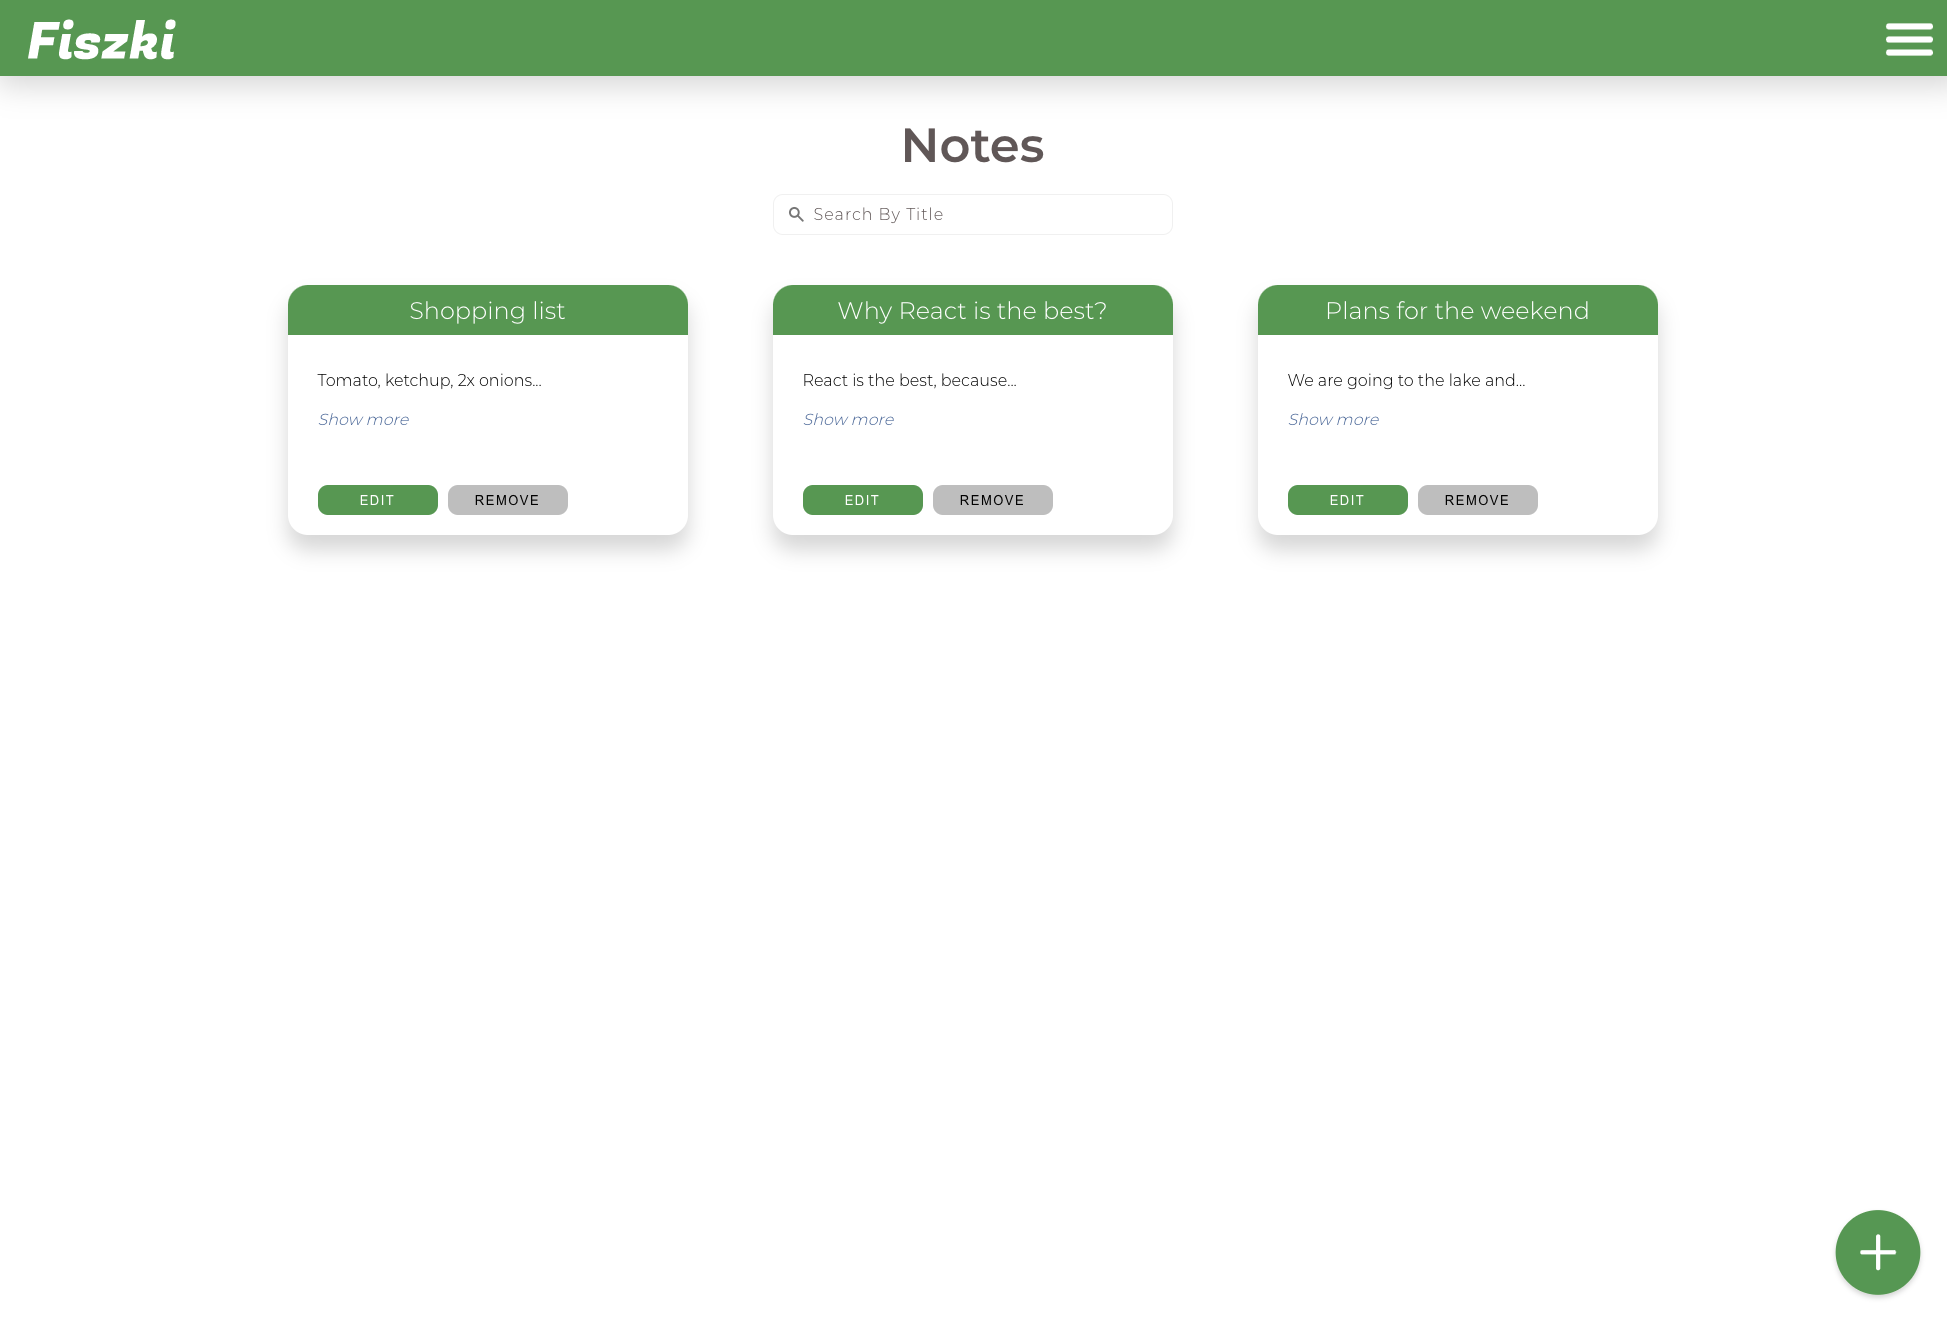 Fiszki
Notes
Search By Title
Shopping list
Tomato, ketchup, 2x onions...
Show more
EDIT REMOVE
Why React is the best?
React is the best, because...
Show more
EDIT REMOVE
Plans for the weekend
We are going to the lake and...
Show more
EDIT REMOVE